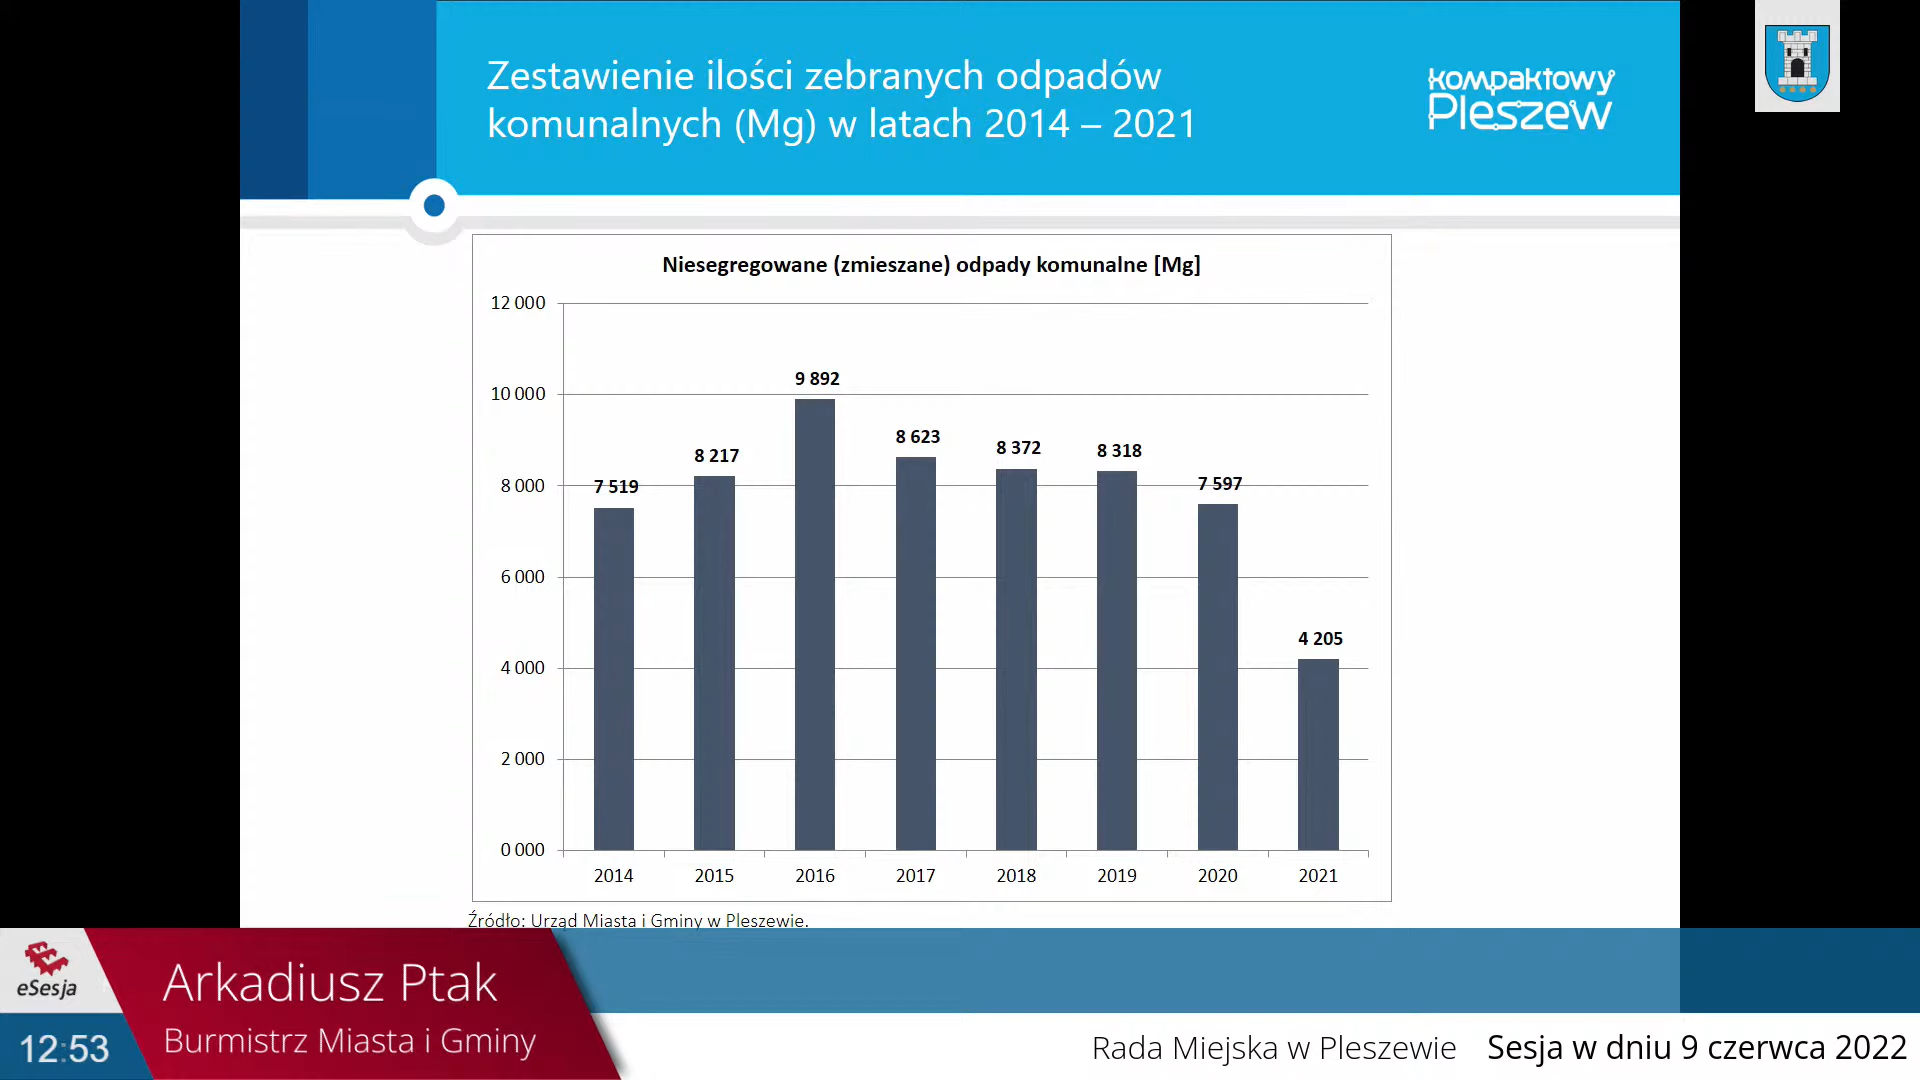 Zestawienie ilości zebranych odpadów
komunalnych (Mg) w latach 2014 – 2021
kompaktowy
Pleszew
Niesegregowane (zmieszane) odpady komunalne [Mg]
12 000
10 000
8 000
6 000
4 000
2 000
0 000
7 519
8 217
9 892
8 623
8 372
8 318
7 597
4 205
2014 2015 2016 2017 2018 2019 2020 2021
Źródło: Urząd Miasta i Gminy w Pleszewie.
eSesja
12:53
Arkadiusz Ptak
Burmistrz Miasta i Gminy
Rada Miejska w Pleszewie Sesja w dniu 9 czerwca 2022